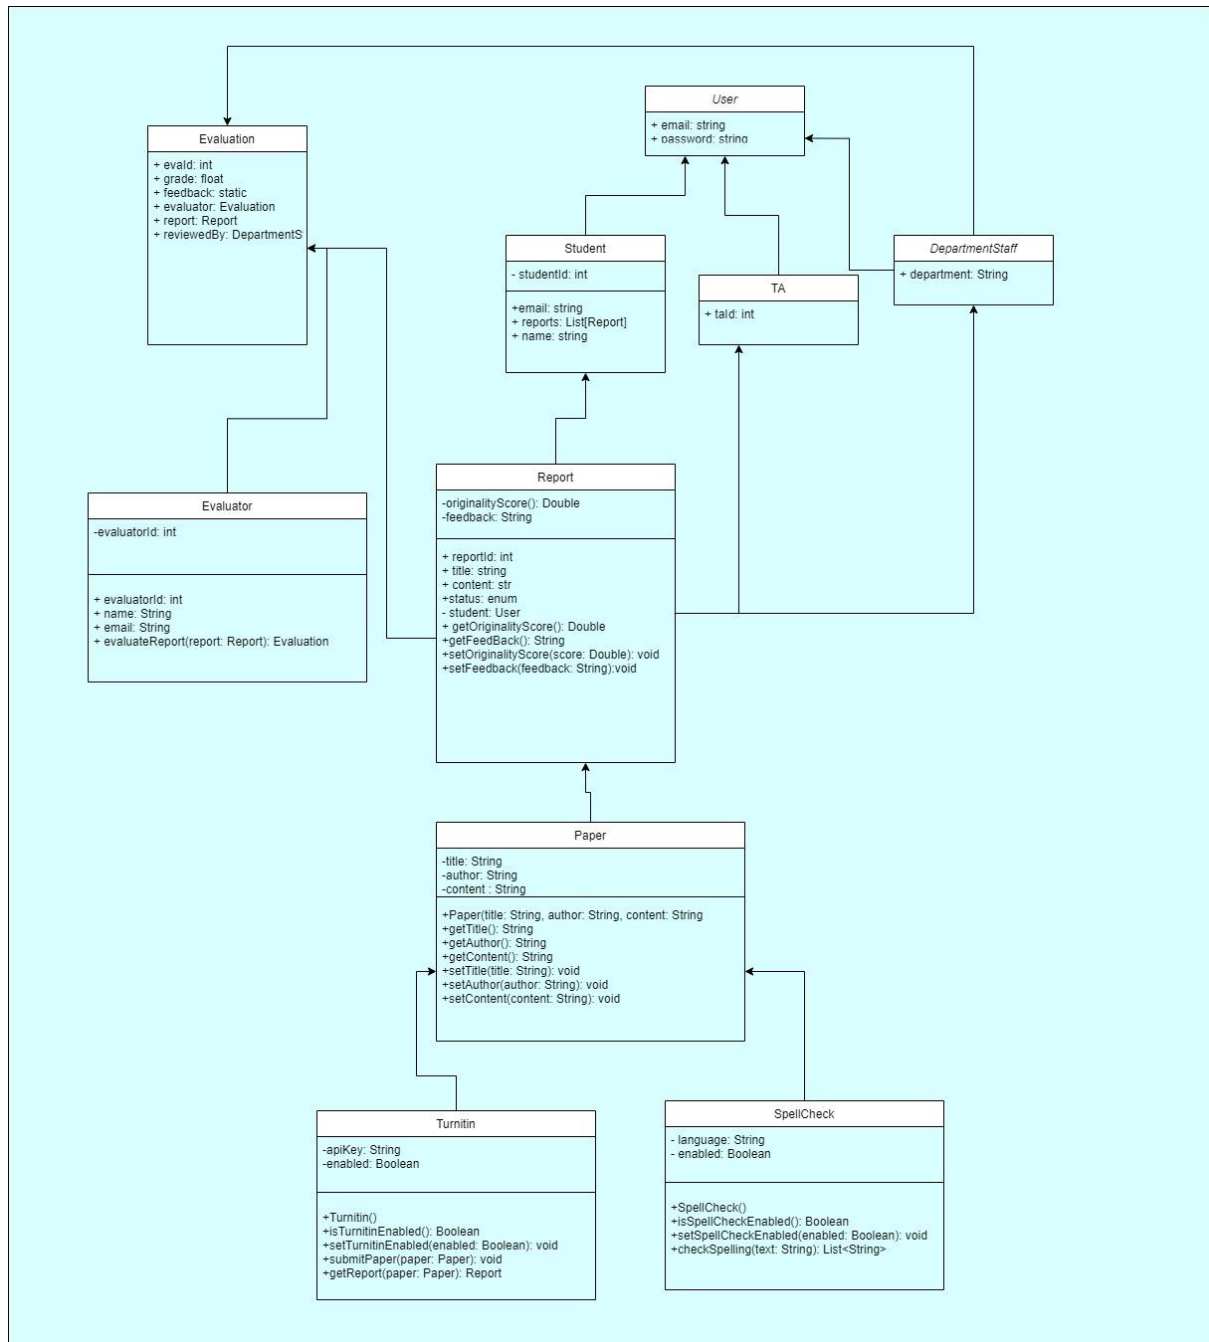 User
+ email: string
+ password: string
Evaluation
+ evaId: int
+ grade: float
+ feedback: static
+ evaluator: Evaluation
+ report: Report
+ reviewedBy: DepartmentS
Student
- studentId: int
+email: string
+ reports: List[Report]
+ name: string
TA
+ taId: int
DepartmentStaff
+ department: String
Evaluator
-evaluatorId: int
+ evaluatorId: int
+ name: String
+ email: String
+ evaluateReport(report: Report): Evaluation
Report
-originalityScore(): Double
-feedback: String
+ reportId: int
+ title: string
+ content: str
+status: enum
- student: User
+ getOriginalityScore(): Double
+getFeedBack(): String
+setOriginalityScore(score: Double): void
+setFeedback(feedback: String):void
Paper
-title: String
-author: String
-content : String
+Paper(title: String, author: String, content: String
+getTitle(): String
+getAuthor(): String
+getContent(): String
+setTitle(title: String): void
+setAuthor(author: String): void
+setContent(content: String): void
Turnitin
-apiKey: String
-enabled: Boolean
+Turnitin()
+isTurnitinEnabled(): Boolean
+setTurnitinEnabled(enabled: Boolean): void
+submitPaper(paper: Paper): void
+getReport(paper: Paper): Report
SpellCheck
- language: String
- enabled: Boolean
+SpellCheck()
+isSpellCheckEnabled(): Boolean
+setSpellCheckEnabled(enabled: Boolean): void
+checkSpelling(text: String): List<String>